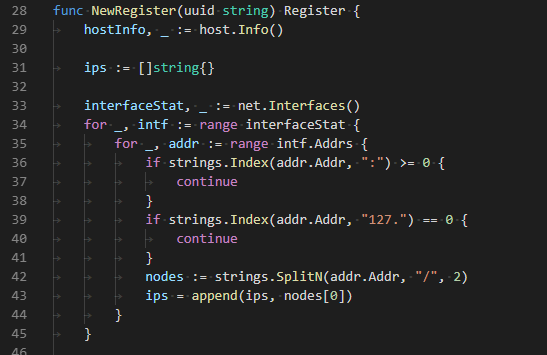 28 func NewRegister(uuid string) Register {
29     hostInfo, _ := host.Info()
30
31     ips := []string{}
32
33     interfaceStat, _ := net.Interfaces()
34     for _, intf := range interfaceStat {
35         for _, addr := range intf.Addrs {
36             if strings.Index(addr.Addr, ":") >= 0 {
37                 continue
38             }
39             if strings.Index(addr.Addr, "127.") == 0 {
40                 continue
41             }
42             nodes := strings.SplitN(addr.Addr, "/", 2)
43             ips = append(ips, nodes[0])
44         }
45     }
46